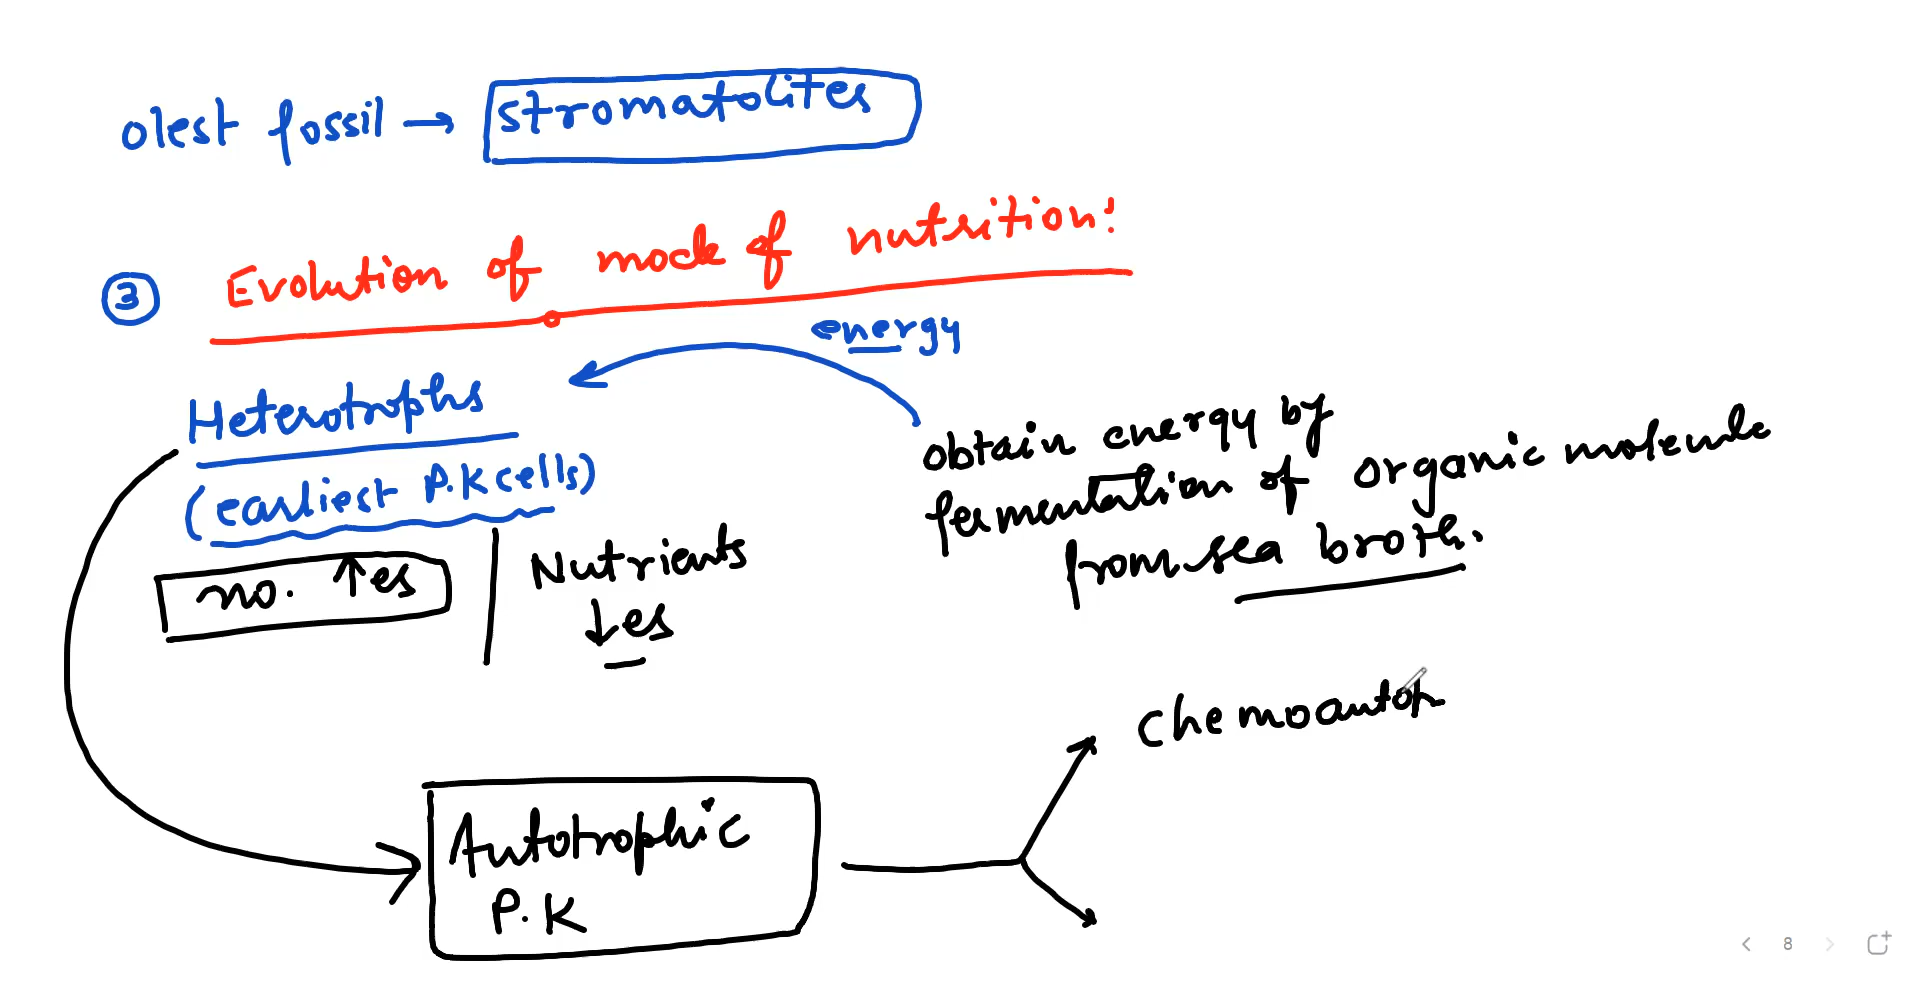 olest fossil → stromatolites
③ Evolution of mode of nutrition:
energy
Heterotrophs
(earliest P.K cells)
obtain energy by
fermentation of organic molecule
from sea broth.
no. ↑es
Nutrients
↓es
Chemoautop
Autotrophic
P.K
8